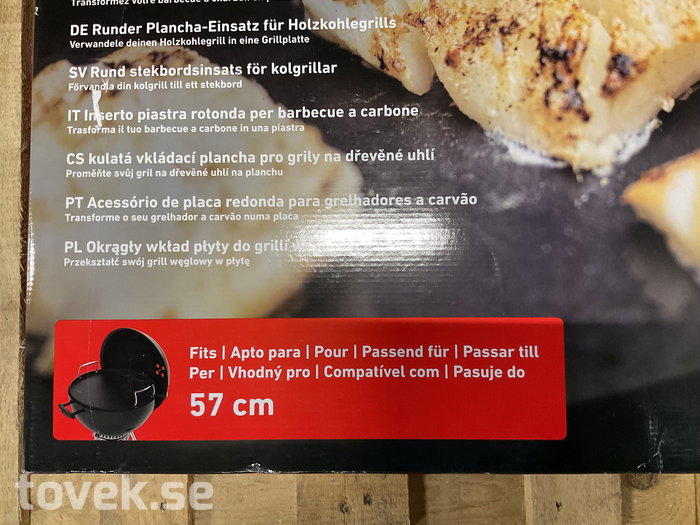 DE Runder Plancha-Einsatz für Holzkohlegrills
Verwandele deinen Holzkohlegrill in eine Grillplatte
SV Rund stekbordsinsats för kolgrillar
Förvandla din kolgrill till ett stekbord
IT Inserto piastra rotonda per barbecue a carbone
Trasforma il tuo barbecue a carbone in una piastra
CS kulatá vkládací plancha pro grily na dřevěné uhlí
Proměňte svůj gril na dřevěné uhlí na planchu
PT Acessório de placa redonda para grelhadores a carvão
Transforme o seu grelhador a carvão numa placa
PL Okrągły wkład płyty do grilli
Przekształć swój grill węglowy w płytę
Fits | Apto para | Pour | Passend für | Passar till
Per | Vhodný pro | Compatível com | Pasuje do
57 cm
tovek.se